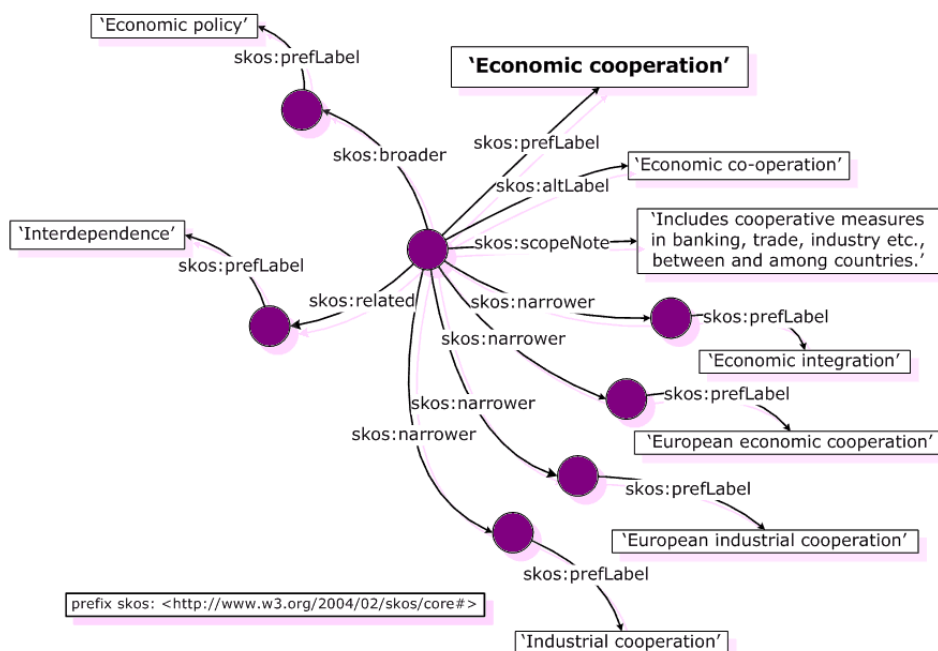 ‘Economic policy’
skos:prefLabel
‘Economic cooperation’
skos:broader
skos:prefLabel
‘Economic co-operation’
skos:altLabel
‘Interdependence’
skos:prefLabel
skos:scopeNote
‘Includes cooperative measures
in banking, trade, industry etc.,
between and among countries.’
skos:related
skos:narrower
skos:prefLabel
‘Economic integration’
skos:narrower
skos:prefLabel
‘European economic cooperation’
skos:narrower
skos:prefLabel
‘European industrial cooperation’
skos:narrower
skos:prefLabel
‘Industrial cooperation’
prefix skos: <http://www.w3.org/2004/02/skos/core#>